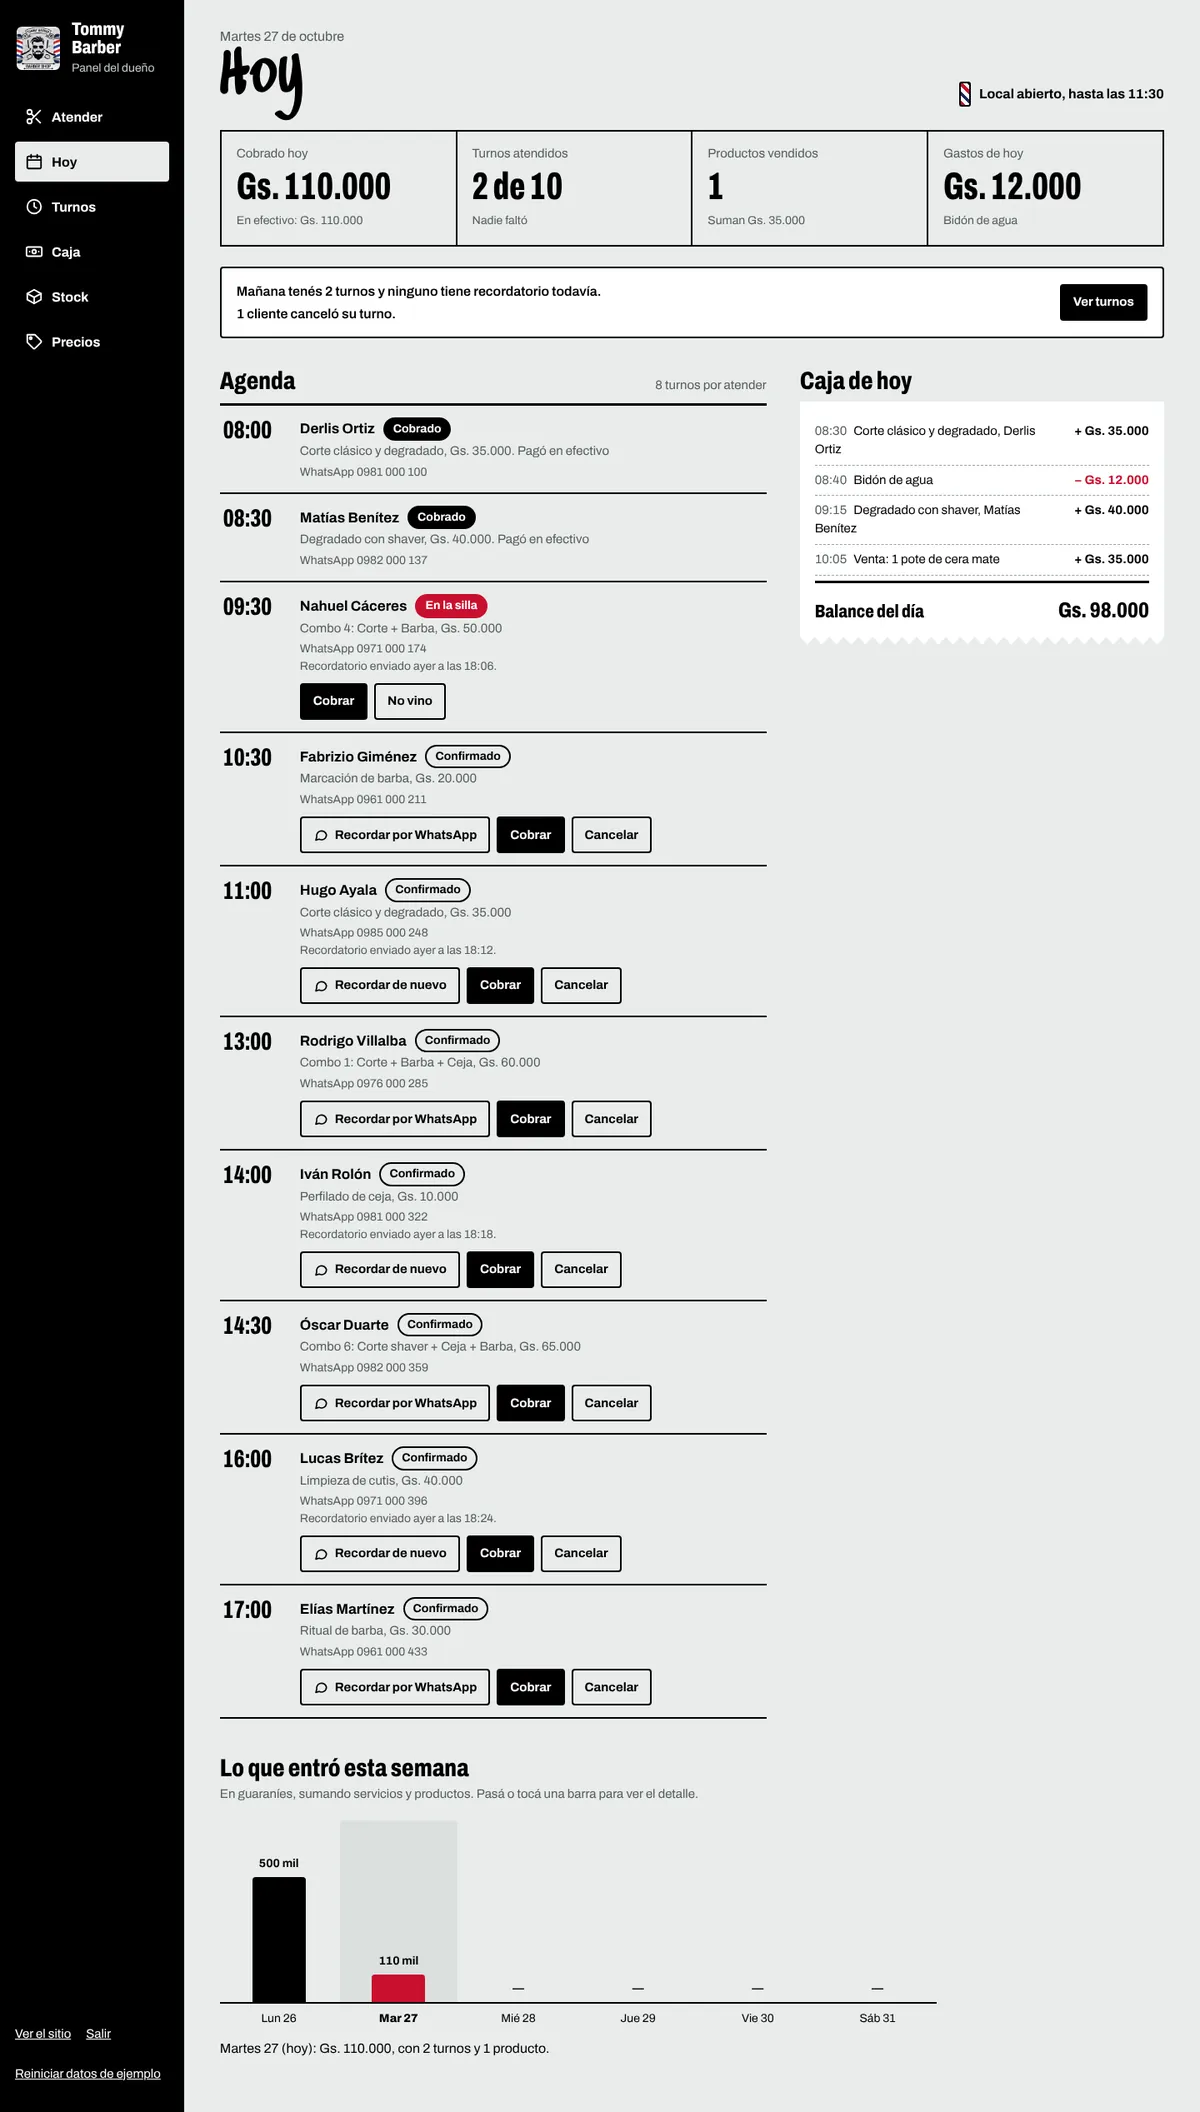 Tommy
Barber
Panel del dueño
Atender
Hoy
Turnos
Caja
Stock
Precios
Ver el sitio
Salir
Reiniciar datos de ejemplo
Martes 27 de octubre
Hoy
Local abierto, hasta las 11:30
Cobrado hoy
Gs. 110.000
En efectivo: Gs. 110.000
Turnos atendidos
2 de 10
Nadie faltó
Productos vendidos
1
Suman Gs. 35.000
Gastos de hoy
Gs. 12.000
Bidón de agua
Mañana tenés 2 turnos y ninguno tiene recordatorio todavía.
1 cliente canceló su turno.
Ver turnos
Agenda
8 turnos por atender
08:00
Derlis Ortiz Cobrado
Corte clásico y degradado, Gs. 35.000. Pagó en efectivo
WhatsApp 0981 000 100
08:30
Matías Benítez Cobrado
Degradado con shaver, Gs. 40.000. Pagó en efectivo
WhatsApp 0982 000 137
09:30
Nahuel Cáceres En la silla
Combo 4: Corte + Barba, Gs. 50.000
WhatsApp 0971 000 174
Recordatorio enviado ayer a las 18:06.
Cobrar No vino
10:30
Fabrizio Giménez Confirmado
Marcación de barba, Gs. 20.000
WhatsApp 0961 000 211
Recordar por WhatsApp Cobrar Cancelar
11:00
Hugo Ayala Confirmado
Corte clásico y degradado, Gs. 35.000
WhatsApp 0985 000 248
Recordatorio enviado ayer a las 18:12.
Recordar de nuevo Cobrar Cancelar
13:00
Rodrigo Villalba Confirmado
Combo 1: Corte + Barba + Ceja, Gs. 60.000
WhatsApp 0976 000 285
Recordar por WhatsApp Cobrar Cancelar
14:00
Iván Rolón Confirmado
Perfilado de ceja, Gs. 10.000
WhatsApp 0981 000 322
Recordatorio enviado ayer a las 18:18.
Recordar de nuevo Cobrar Cancelar
14:30
Óscar Duarte Confirmado
Combo 6: Corte shaver + Ceja + Barba, Gs. 65.000
WhatsApp 0982 000 359
Recordar por WhatsApp Cobrar Cancelar
16:00
Lucas Brítez Confirmado
Limpieza de cutis, Gs. 40.000
WhatsApp 0971 000 396
Recordatorio enviado ayer a las 18:24.
Recordar de nuevo Cobrar Cancelar
17:00
Elías Martínez Confirmado
Ritual de barba, Gs. 30.000
WhatsApp 0961 000 433
Recordar por WhatsApp Cobrar Cancelar
Caja de hoy
08:30 Corte clásico y degradado, Derlis + Gs. 35.000
Ortiz
08:40 Bidón de agua – Gs. 12.000
09:15 Degradado con shaver, Matías + Gs. 40.000
Benítez
10:05 Venta: 1 pote de cera mate + Gs. 35.000
Balance del día Gs. 98.000
Lo que entró esta semana
En guaraníes, sumando servicios y productos. Pasá o tocá una barra para ver el detalle.
500 mil
110 mil
— — — —
Lun 26 Mar 27 Mié 28 Jue 29 Vie 30 Sáb 31
Martes 27 (hoy): Gs. 110.000, con 2 turnos y 1 producto.